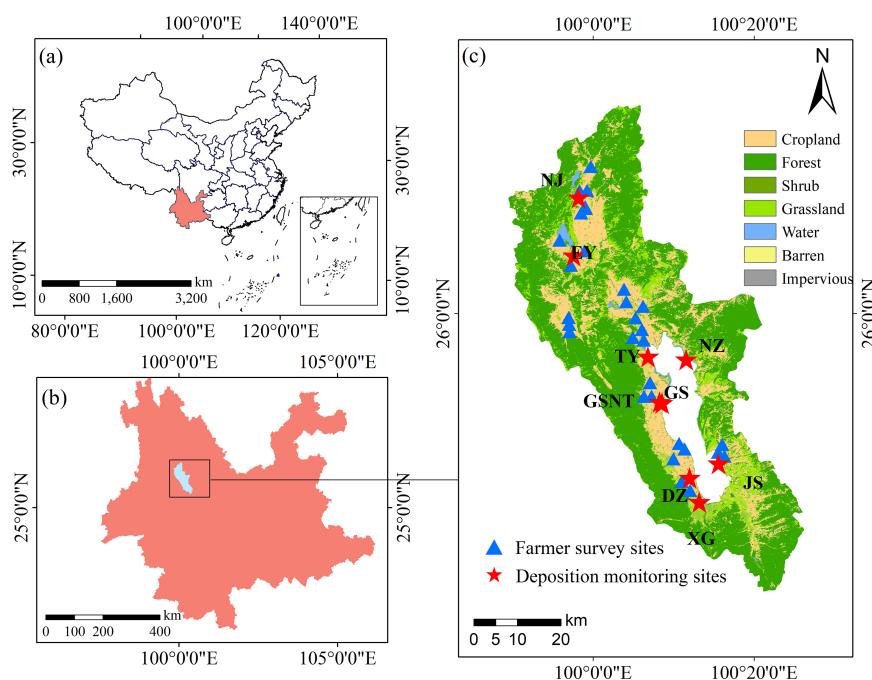 100°0'0"E 140°0'0"E
(a)
30°0'0"N
30°0'0"N
10°0'0"N
10°0'0"N
km
0 800 1,600 3,200
80°0'0"E 100°0'0"E 120°0'0"E
100°0'0"E 105°0'0"E
(b)
25°0'0"N
25°0'0"N
km
0 100 200 400
100°0'0"E 105°0'0"E
100°0'0"E 100°20'0"E
(c)
N
Cropland
Forest
Shrub
Grassland
Water
Barren
Impervious
NJ
EY
26°0'0"N
26°0'0"N
TY
NZ
GSNT
GS
DZ
JS
XG
Farmer survey sites
Deposition monitoring sites
km
0 5 10 20
100°0'0"E 100°20'0"E